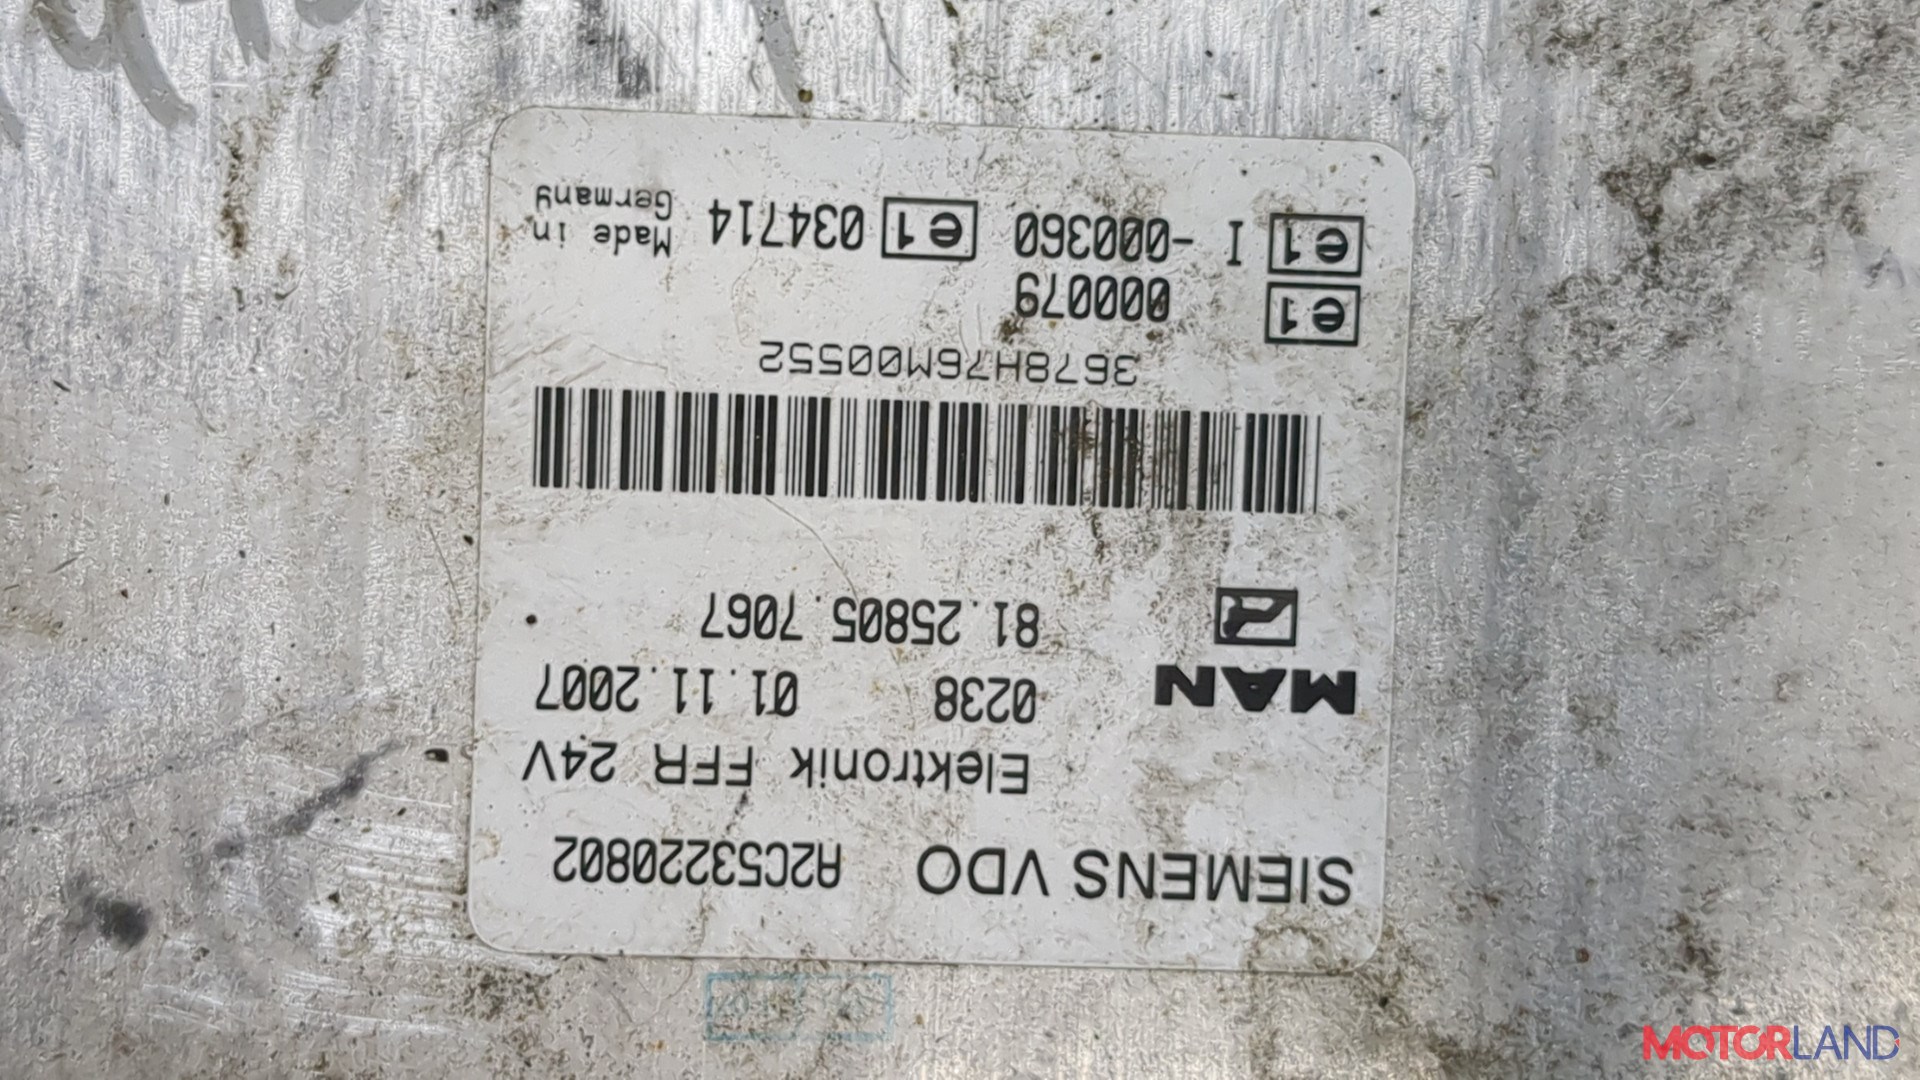 SIEMENS VDO A2C53220802
Elektronik FFR 24V
MAN 0238 01.11.2007
81.25805.7067
3678H76M00552
e1 000079
e1 I -000360 e1 034714 Made in
Germany
MOTORLAND